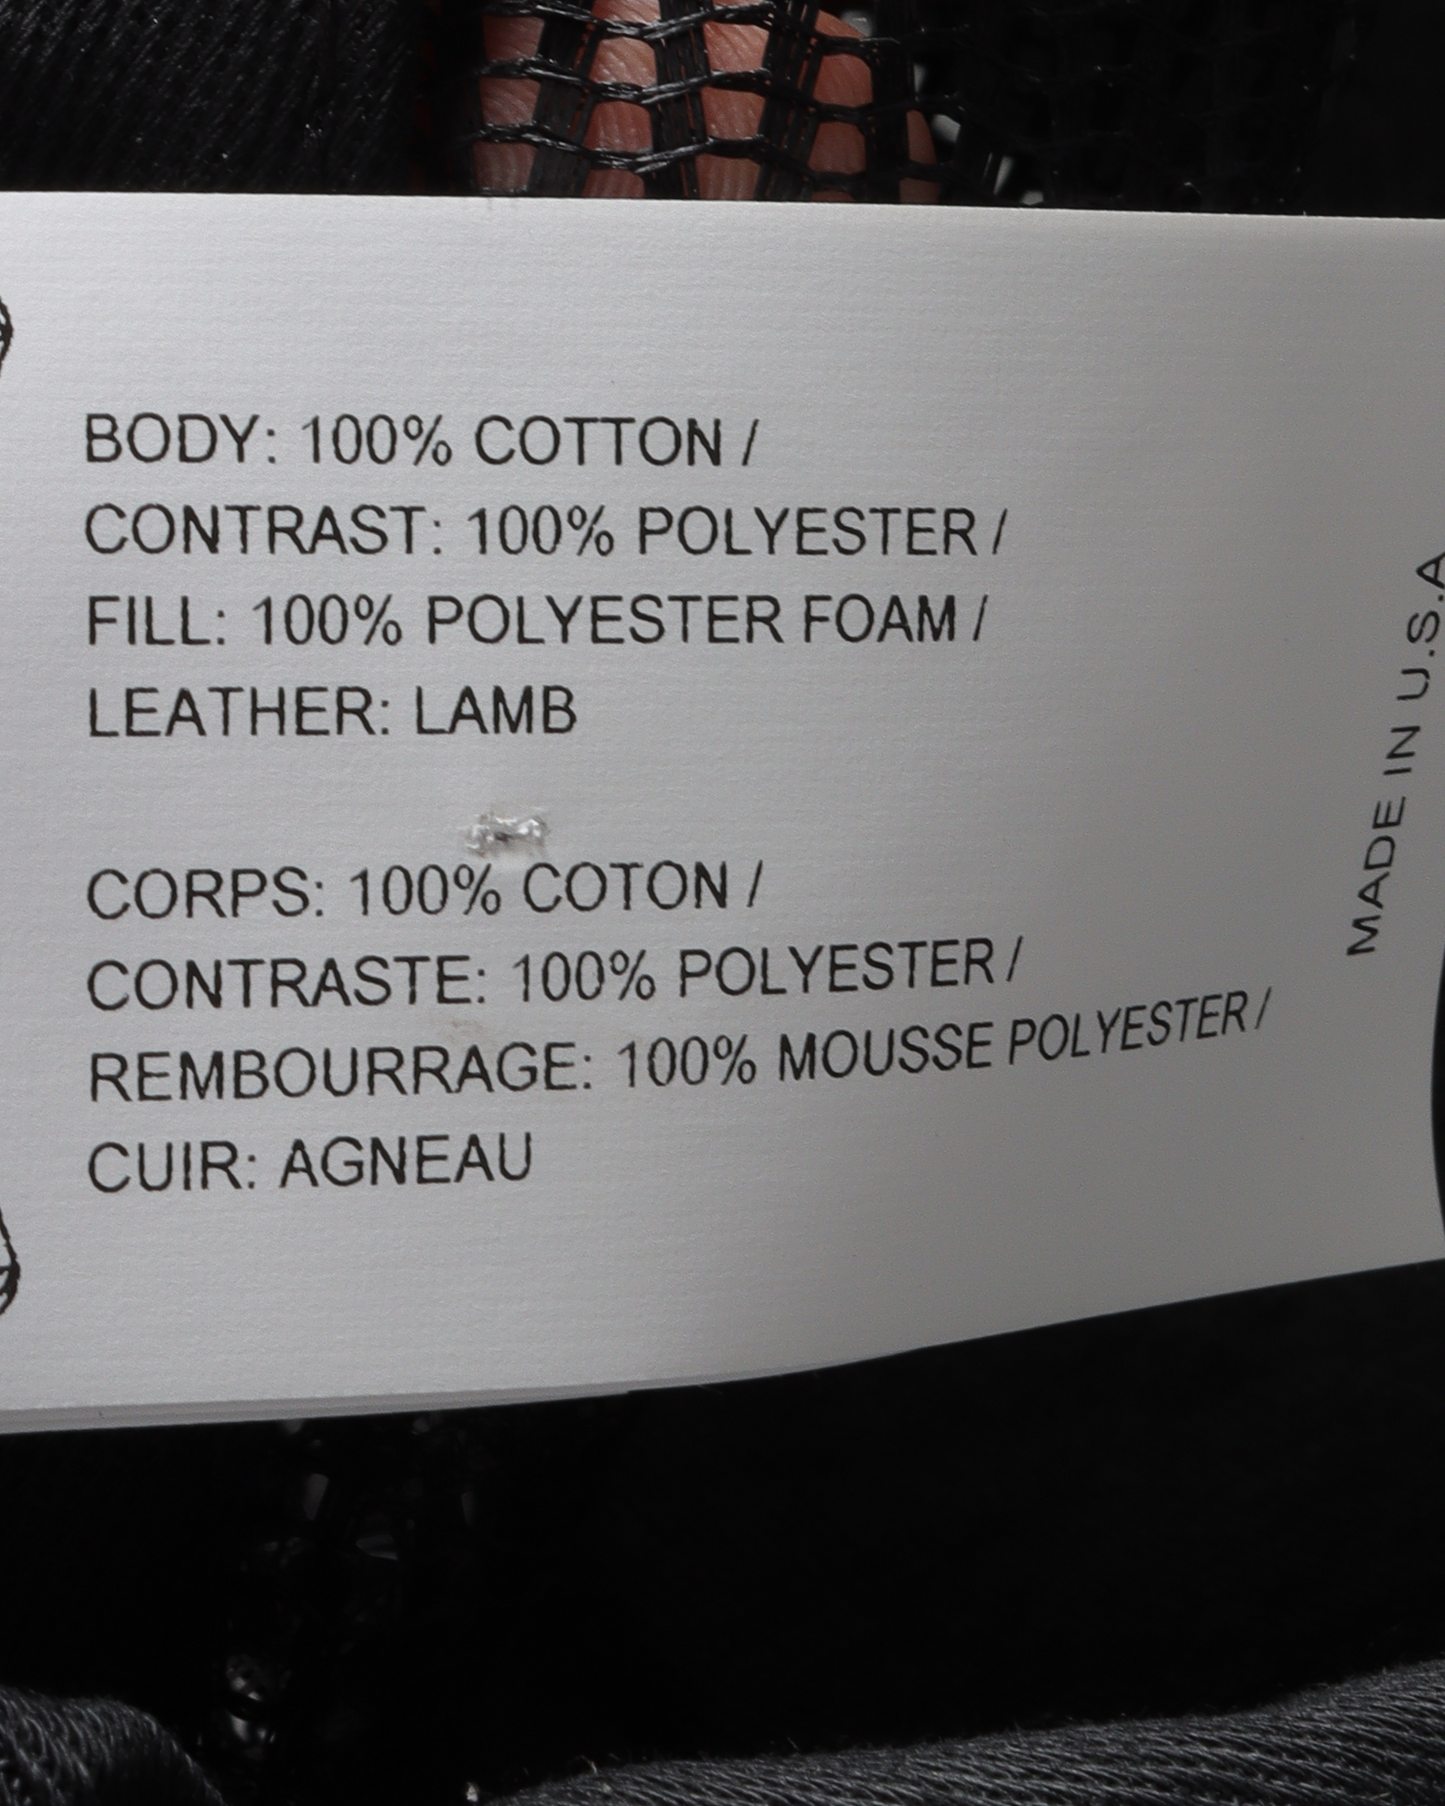 BODY: 100% COTTON /
CONTRAST: 100% POLYESTER /
FILL: 100% POLYESTER FOAM /
LEATHER: LAMB
CORPS: 100% COTON /
CONTRASTE: 100% POLYESTER /
REMBOURRAGE: 100% MOUSSE POLYESTER /
CUIR: AGNEAU
MADE IN U.S.A